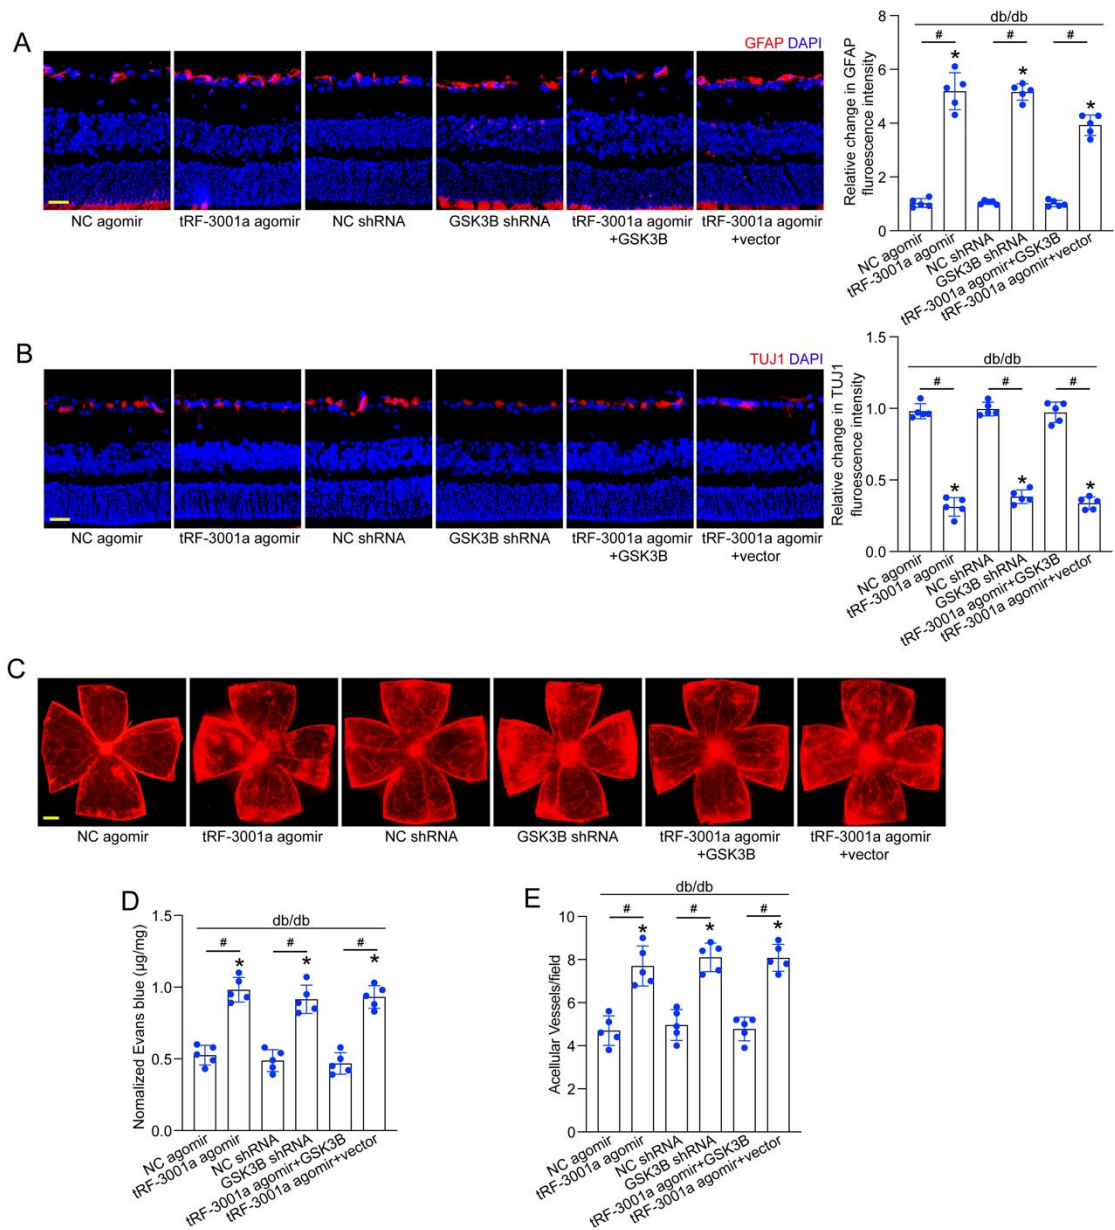 A
GFAP DAPI
NC agomir
tRF-3001a agomir
NC shRNA
GSK3B shRNA
tRF-3001a agomir
+GSK3B
tRF-3001a agomir
+vector
Relative change in GFAP
fluroescence intensity
8
6
4
2
0
db/db
#
#
#
*
*
*
NC agomir
tRF-3001a agomir
NC shRNA
GSK3B shRNA
tRF-3001a agomir+GSK3B
tRF-3001a agomir+vector
B
TUJ1 DAPI
NC agomir
tRF-3001a agomir
NC shRNA
GSK3B shRNA
tRF-3001a agomir
+GSK3B
tRF-3001a agomir
+vector
Relative change in TUJ1
fluroescence intensity
1.5
1.0
0.5
0.0
db/db
#
#
#
*
*
*
NC agomir
tRF-3001a agomir
NC shRNA
GSK3B shRNA
tRF-3001a agomir+GSK3B
tRF-3001a agomir+vector
C
NC agomir
tRF-3001a agomir
NC shRNA
GSK3B shRNA
tRF-3001a agomir
+GSK3B
tRF-3001a agomir
+vector
D
Nomalized Evans blue (µg/mg)
1.5
1.0
0.5
0.0
db/db
#
#
#
*
*
*
NC agomir
tRF-3001a agomir
NC shRNA
GSK3B shRNA
tRF-3001a agomir+GSK3B
tRF-3001a agomir+vector
E
Acellular Vessels/field
10
8
6
4
2
0
db/db
#
#
#
*
*
*
NC agomir
tRF-3001a agomir
NC shRNA
GSK3B shRNA
tRF-3001a agomir+GSK3B
tRF-3001a agomir+vector